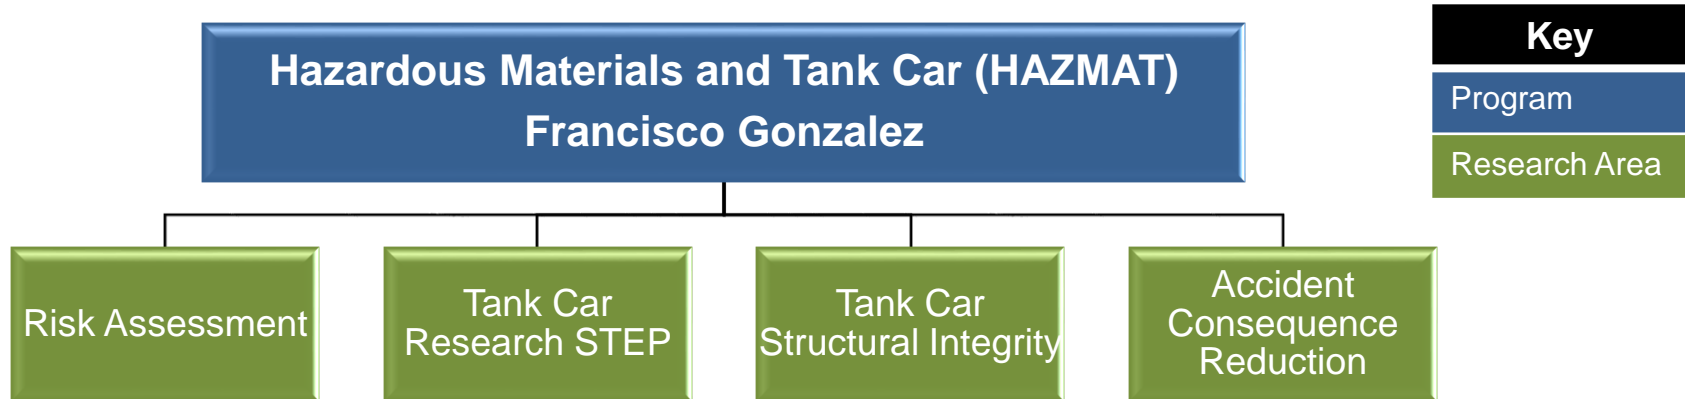 Hazardous Materials and Tank Car (HAZMAT)
Francisco Gonzalez
Key
Program
Research Area
Risk Assessment
Tank Car
Research STEP
Tank Car
Structural Integrity
Accident
Consequence
Reduction